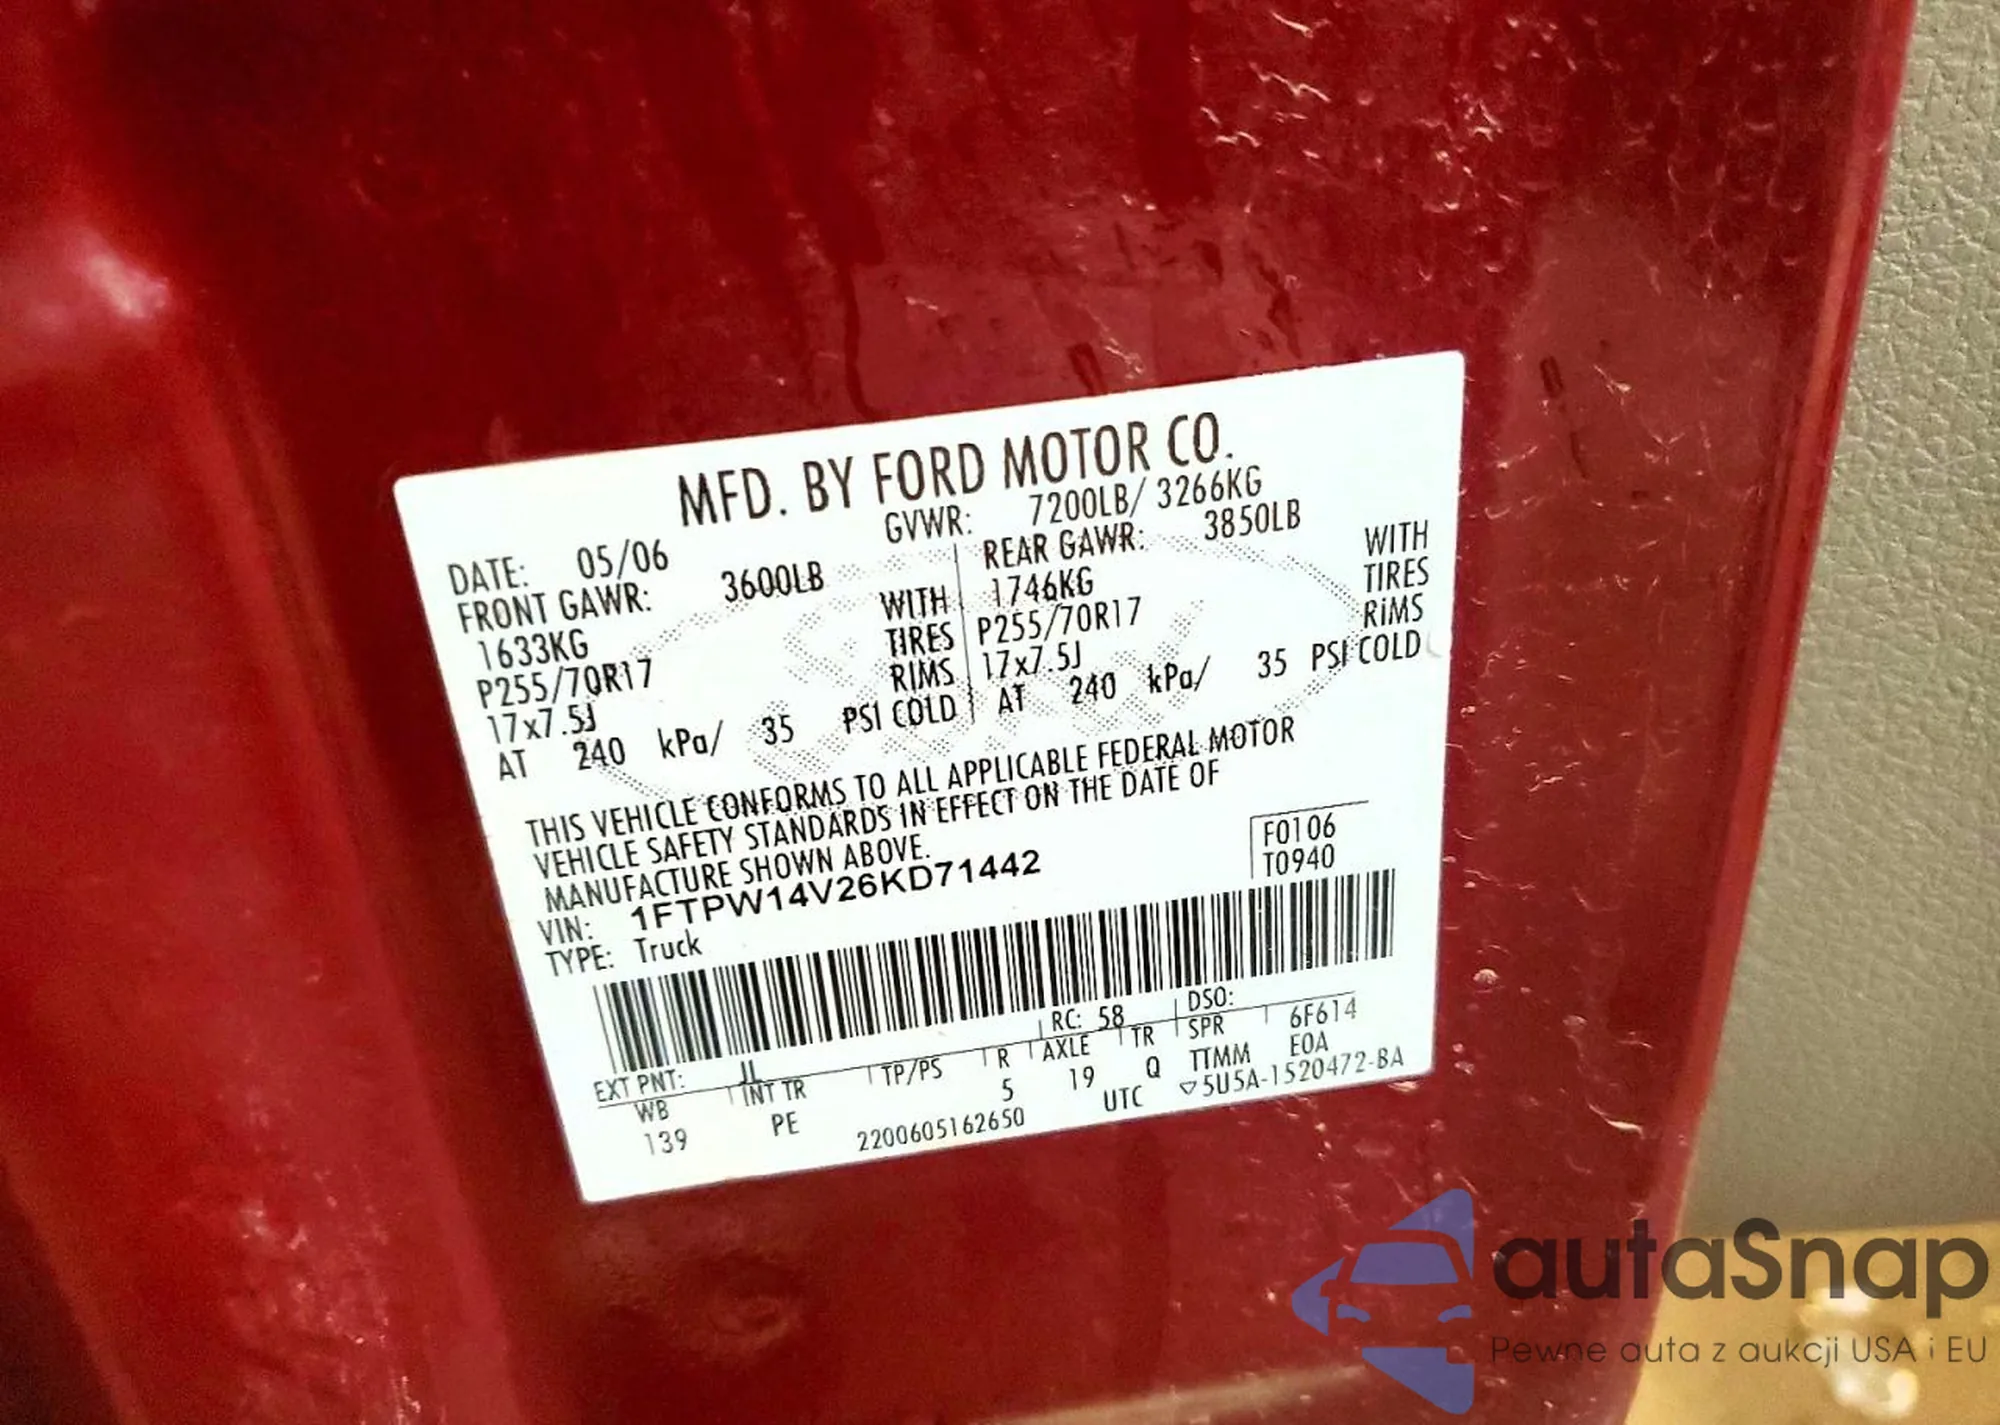 MFD. BY FORD MOTOR CO.
DATE: 05/06 GVWR: 7200LB/ 3266KG
FRONT GAWR: 3600LB REAR GAWR: 3850LB
1633KG WITH 1746KG WITH
P255/70R17 TIRES P255/70R17 TIRES
17x7.5J RIMS 17x7.5J RIMS
AT 240 kPa/ 35 PSI COLD AT 240 kPa/ 35 PSI COLD
THIS VEHICLE CONFORMS TO ALL APPLICABLE FEDERAL MOTOR
VEHICLE SAFETY STANDARDS IN EFFECT ON THE DATE OF
MANUFACTURE SHOWN ABOVE.
VIN: 1FTPW14V26KD71442
TYPE: Truck
F0106
T0940
EXT PNT: JL RC: 58 DSO:
WB INT TR TP/PS R AXLE TR SPR 6F614
139 PE 5 19 Q TTMM E0A
2200605162650 UTC ▽5U5A-1520472-BA
autaSnap
Pewne auta z aukcji USA i EU